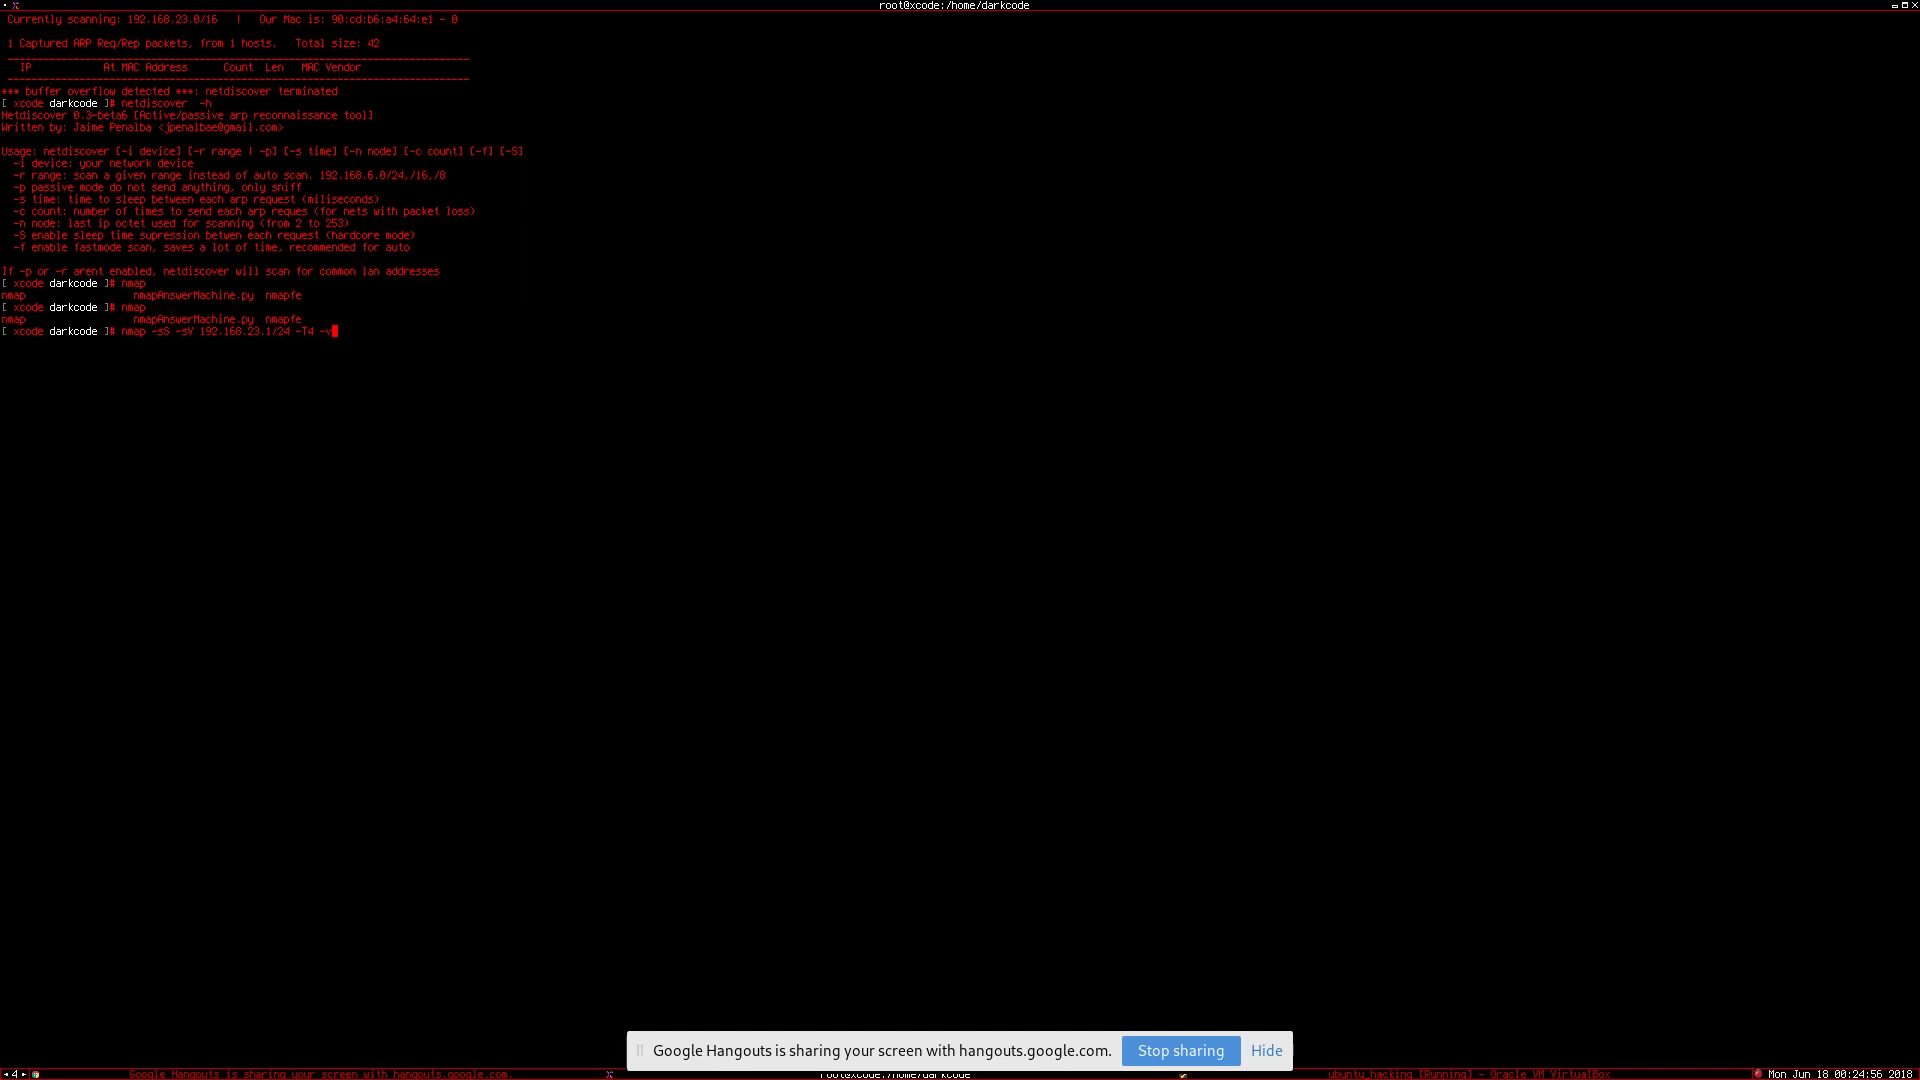 root@xcode:/home/darkcode
Currently scanning: 192.168.23.0/16   |   Our Mac is: 90:cd:b6:a4:64:e1 - 0
1 Captured ARP Req/Rep packets, from 1 hosts.   Total size: 42
_____________________________________________________________________________
IP            At MAC Address      Count  Len   MAC Vendor
-----------------------------------------------------------------------------
*** buffer overflow detected ***: netdiscover terminated
[ xcode darkcode ]# netdiscover  -h
Netdiscover 0.3-beta6 [Active/passive arp reconnaissance tool]
Written by: Jaime Penalba <jpenalbae@gmail.com>
Usage: netdiscover [-i device] [-r range | -p] [-s time] [-n node] [-c count] [-f] [-S]
-i device: your network device
-r range: scan a given range instead of auto scan. 192.168.6.0/24,/16,/8
-p passive mode do not send anything, only sniff
-s time: time to sleep between each arp request (miliseconds)
-c count: number of times to send each arp reques (for nets with packet loss)
-n node: last ip octet used for scanning (from 2 to 253)
-S enable sleep time supression betwen each request (hardcore mode)
-f enable fastmode scan, saves a lot of time, recommended for auto
If -p or -r arent enabled, netdiscover will scan for common lan addresses
[ xcode darkcode ]# nmap
nmap                  nmapAnswerMachine.py  nmapfe
[ xcode darkcode ]# nmap
nmap                  nmapAnswerMachine.py  nmapfe
[ xcode darkcode ]# nmap -sS -sV 192.168.23.1/24 -T4 -v
Google Hangouts is sharing your screen with hangouts.google.com.
Stop sharing
Hide
4
Google Hangouts is sharing your screen with hangouts.google.com.
root@xcode:/home/darkcode
ubuntu_hacking [Running] - Oracle VM VirtualBox
Mon Jun 18 00:24:56 2018